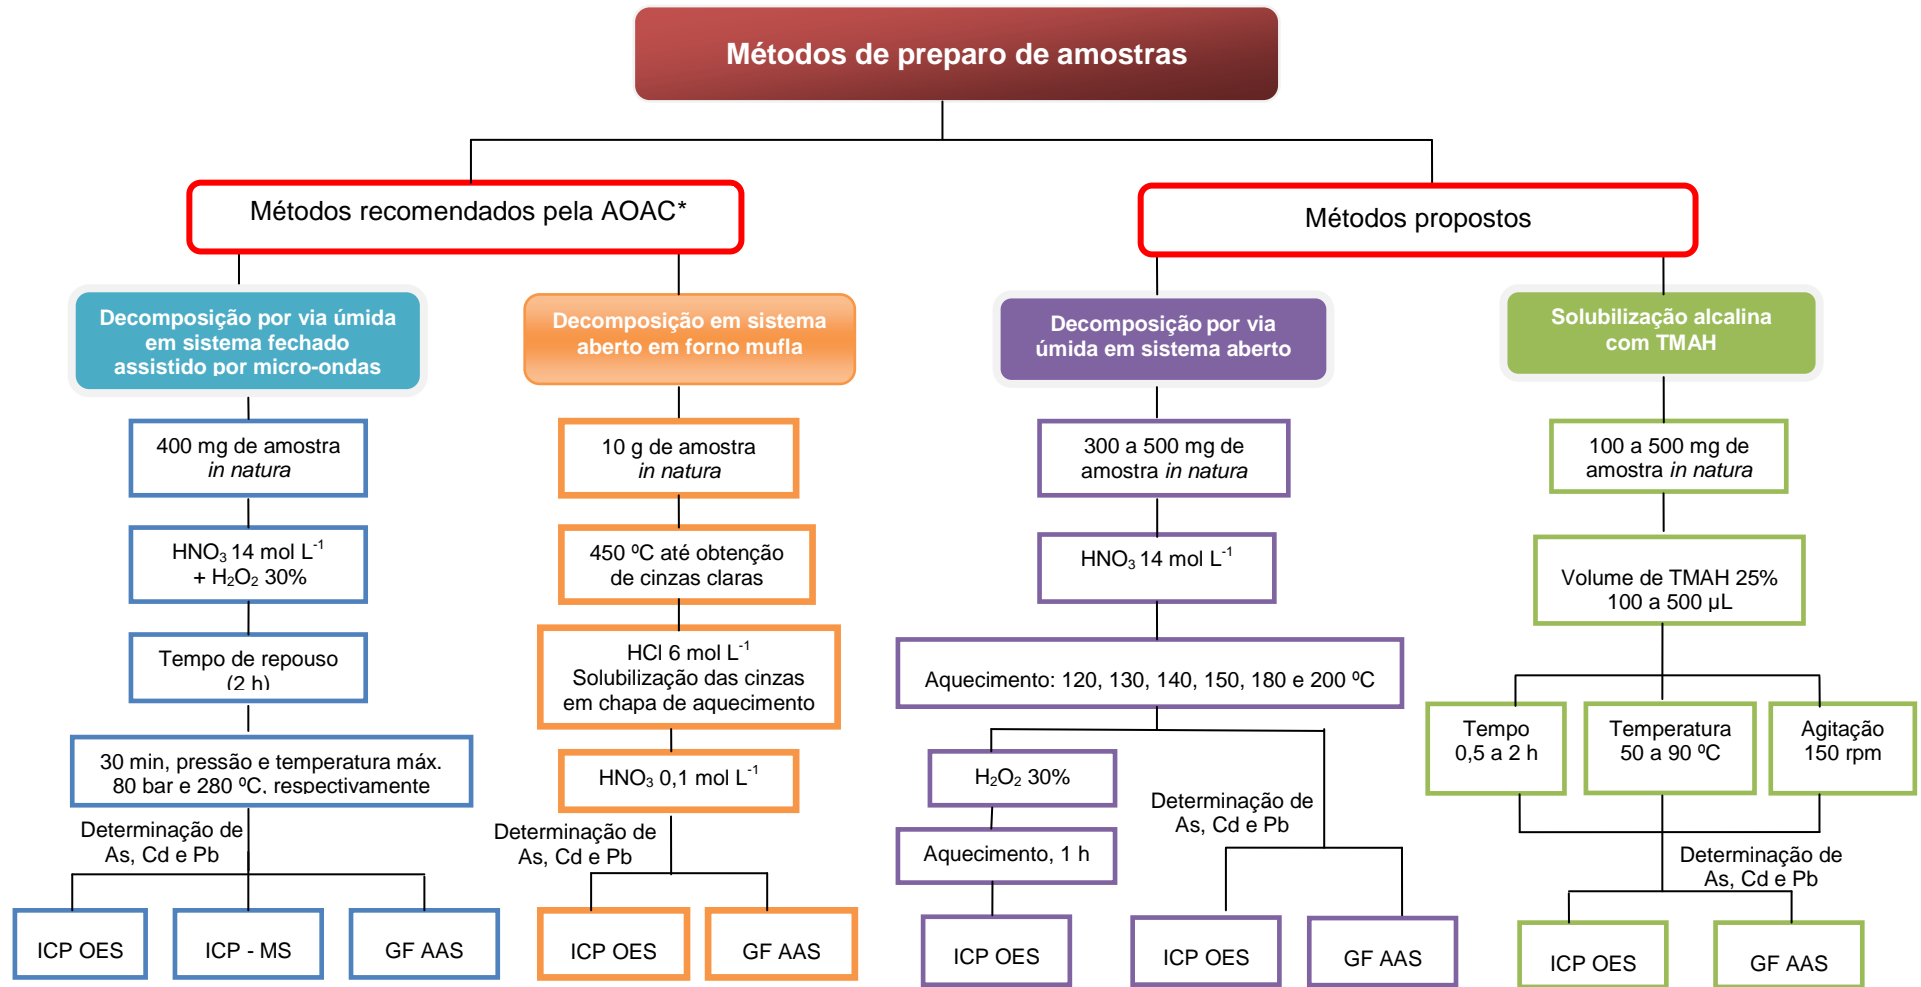 Métodos de preparo de amostras
Métodos recomendados pela AOAC*
Métodos propostos
Decomposição por via úmida
em sistema fechado
assistido por micro-ondas
400 mg de amostra
in natura
HNO₃ 14 mol L⁻¹
+ H₂O₂ 30%
Tempo de repouso
(2 h)
30 min, pressão e temperatura máx.
80 bar e 280 ºC, respectivamente
Determinação de
As, Cd e Pb
ICP OES
ICP - MS
GF AAS
Decomposição em sistema
aberto em forno mufla
10 g de amostra
in natura
450 ºC até obtenção
de cinzas claras
HCl 6 mol L⁻¹
Solubilização das cinzas
em chapa de aquecimento
HNO₃ 0,1 mol L⁻¹
Determinação de
As, Cd e Pb
ICP OES
GF AAS
Decomposição por via
úmida em sistema aberto
300 a 500 mg de
amostra in natura
HNO₃ 14 mol L⁻¹
Aquecimento: 120, 130, 140, 150, 180 e 200 ºC
H₂O₂ 30%
Aquecimento, 1 h
ICP OES
Determinação de
As, Cd e Pb
ICP OES
GF AAS
Solubilização alcalina
com TMAH
100 a 500 mg de
amostra in natura
Volume de TMAH 25%
100 a 500 µL
Tempo
0,5 a 2 h
Temperatura
50 a 90 ºC
Agitação
150 rpm
Determinação de
As, Cd e Pb
ICP OES
GF AAS